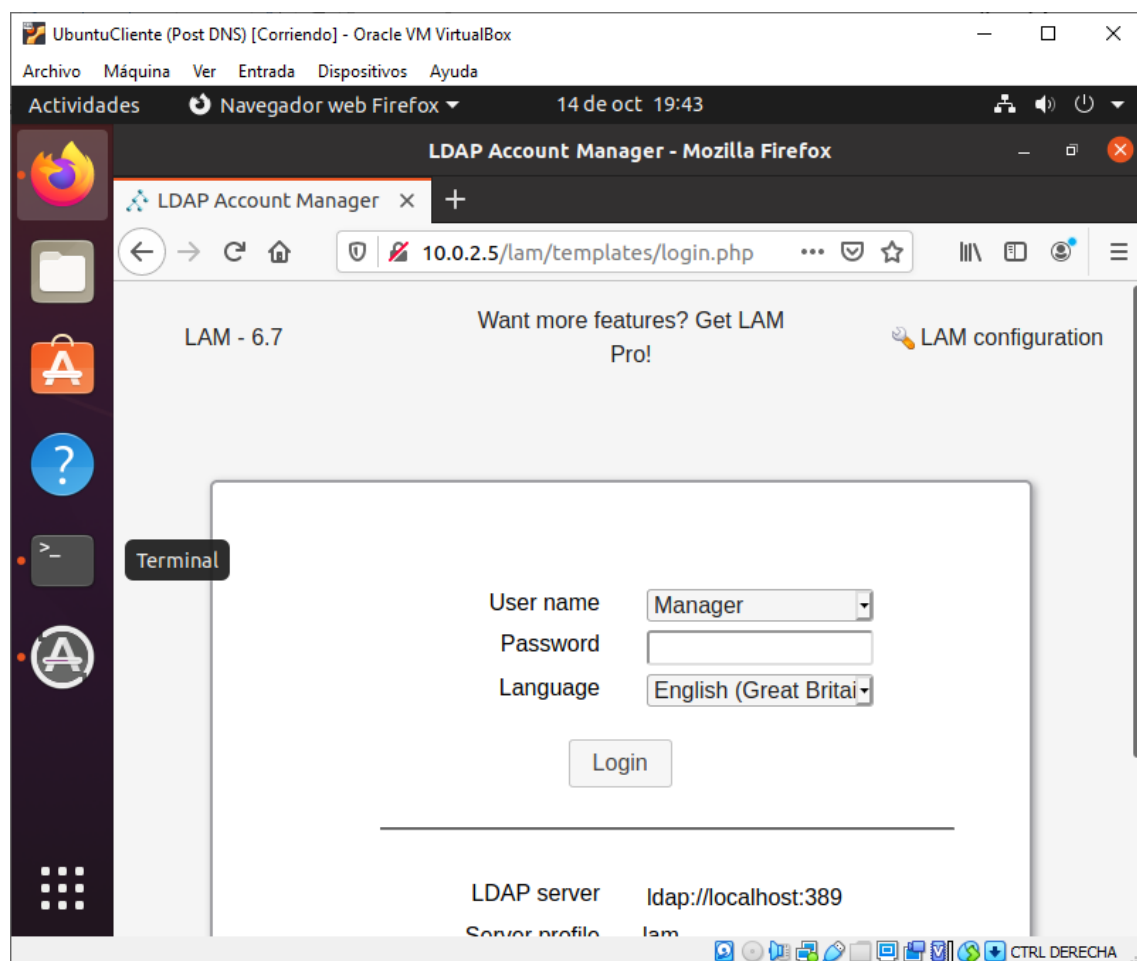 UbuntuCliente (Post DNS) [Corriendo] - Oracle VM VirtualBox
Archivo Máquina Ver Entrada Dispositivos Ayuda
Actividades Navegador web Firefox 14 de oct 19:43
LDAP Account Manager - Mozilla Firefox
LDAP Account Manager
10.0.2.5/lam/templates/login.php
LAM - 6.7
Want more features? Get LAM
Pro!
LAM configuration
Terminal
User name Manager
Password
Language English (Great Britai
Login
LDAP server ldap://localhost:389
Server profile lam
CTRL DERECHA